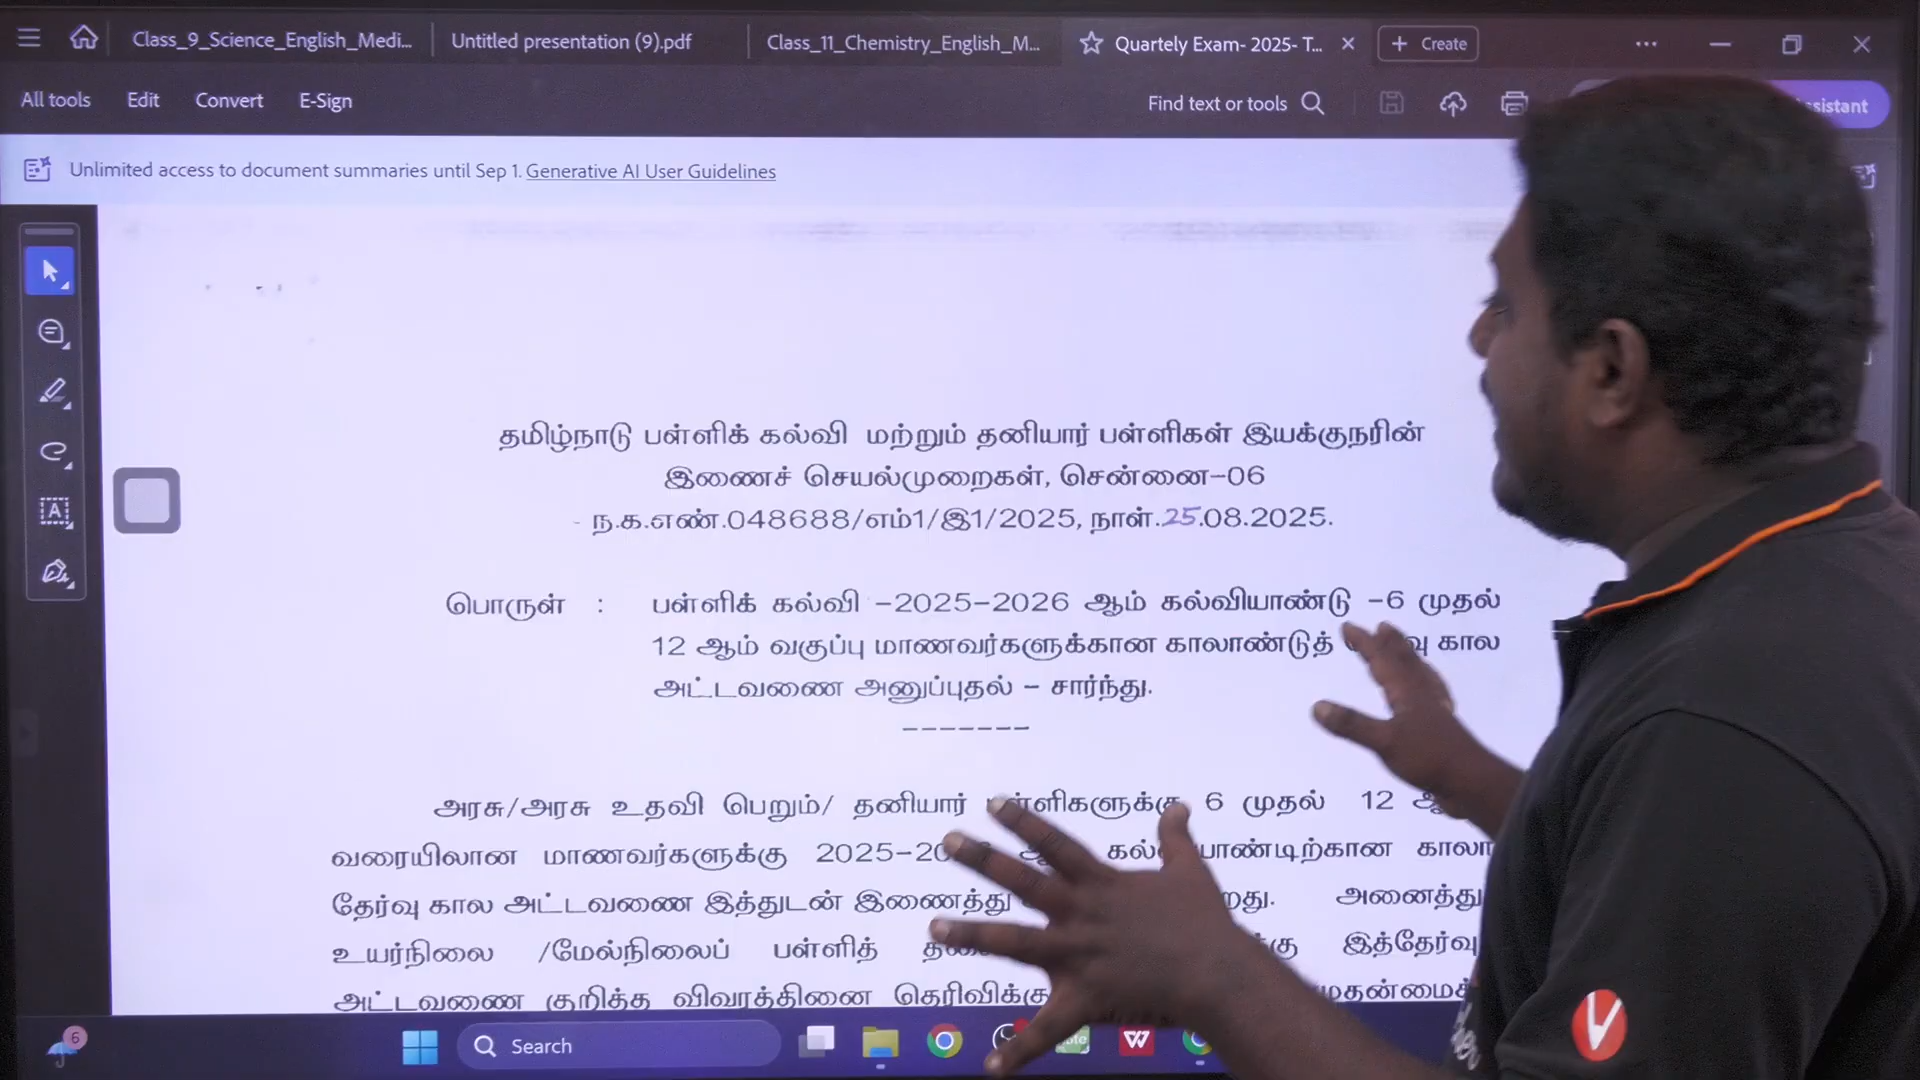 Class_9_Science_English_Medi...
Untitled presentation (9).pdf
Class_11_Chemistry_English_M...
Quartely Exam- 2025- T...
Create
All tools
Edit
Convert
E-Sign
Find text or tools
Unlimited access to document summaries until Sep 1. Generative AI User Guidelines
தமிழ்நாடு பள்ளிக் கல்வி மற்றும் தனியார் பள்ளிகள் இயக்குநரின்
இணைச் செயல்முறைகள், சென்னை-06
ந.க.எண்.048688/எம்1/இ1/2025, நாள்.25.08.2025.
பொருள் : பள்ளிக் கல்வி -2025-2026 ஆம் கல்வியாண்டு -6 முதல்
12 ஆம் வகுப்பு மாணவர்களுக்கான காலாண்டுத் கால
அட்டவணை அனுப்புதல் - சார்ந்து.
-------
அரசு/அரசு உதவி பெறும்/ தனியார் பள்ளிகளுக்கு 6 முதல் 12
வரையிலான மாணவர்களுக்கு
தேர்வு கால அட்டவணை இத்துடன் இணைத்து
உயர்நிலை /மேல்நிலைப் பள்ளித் இத்தேர்வு
அட்டவணை குறித்த விவரத்தினை
6
Search